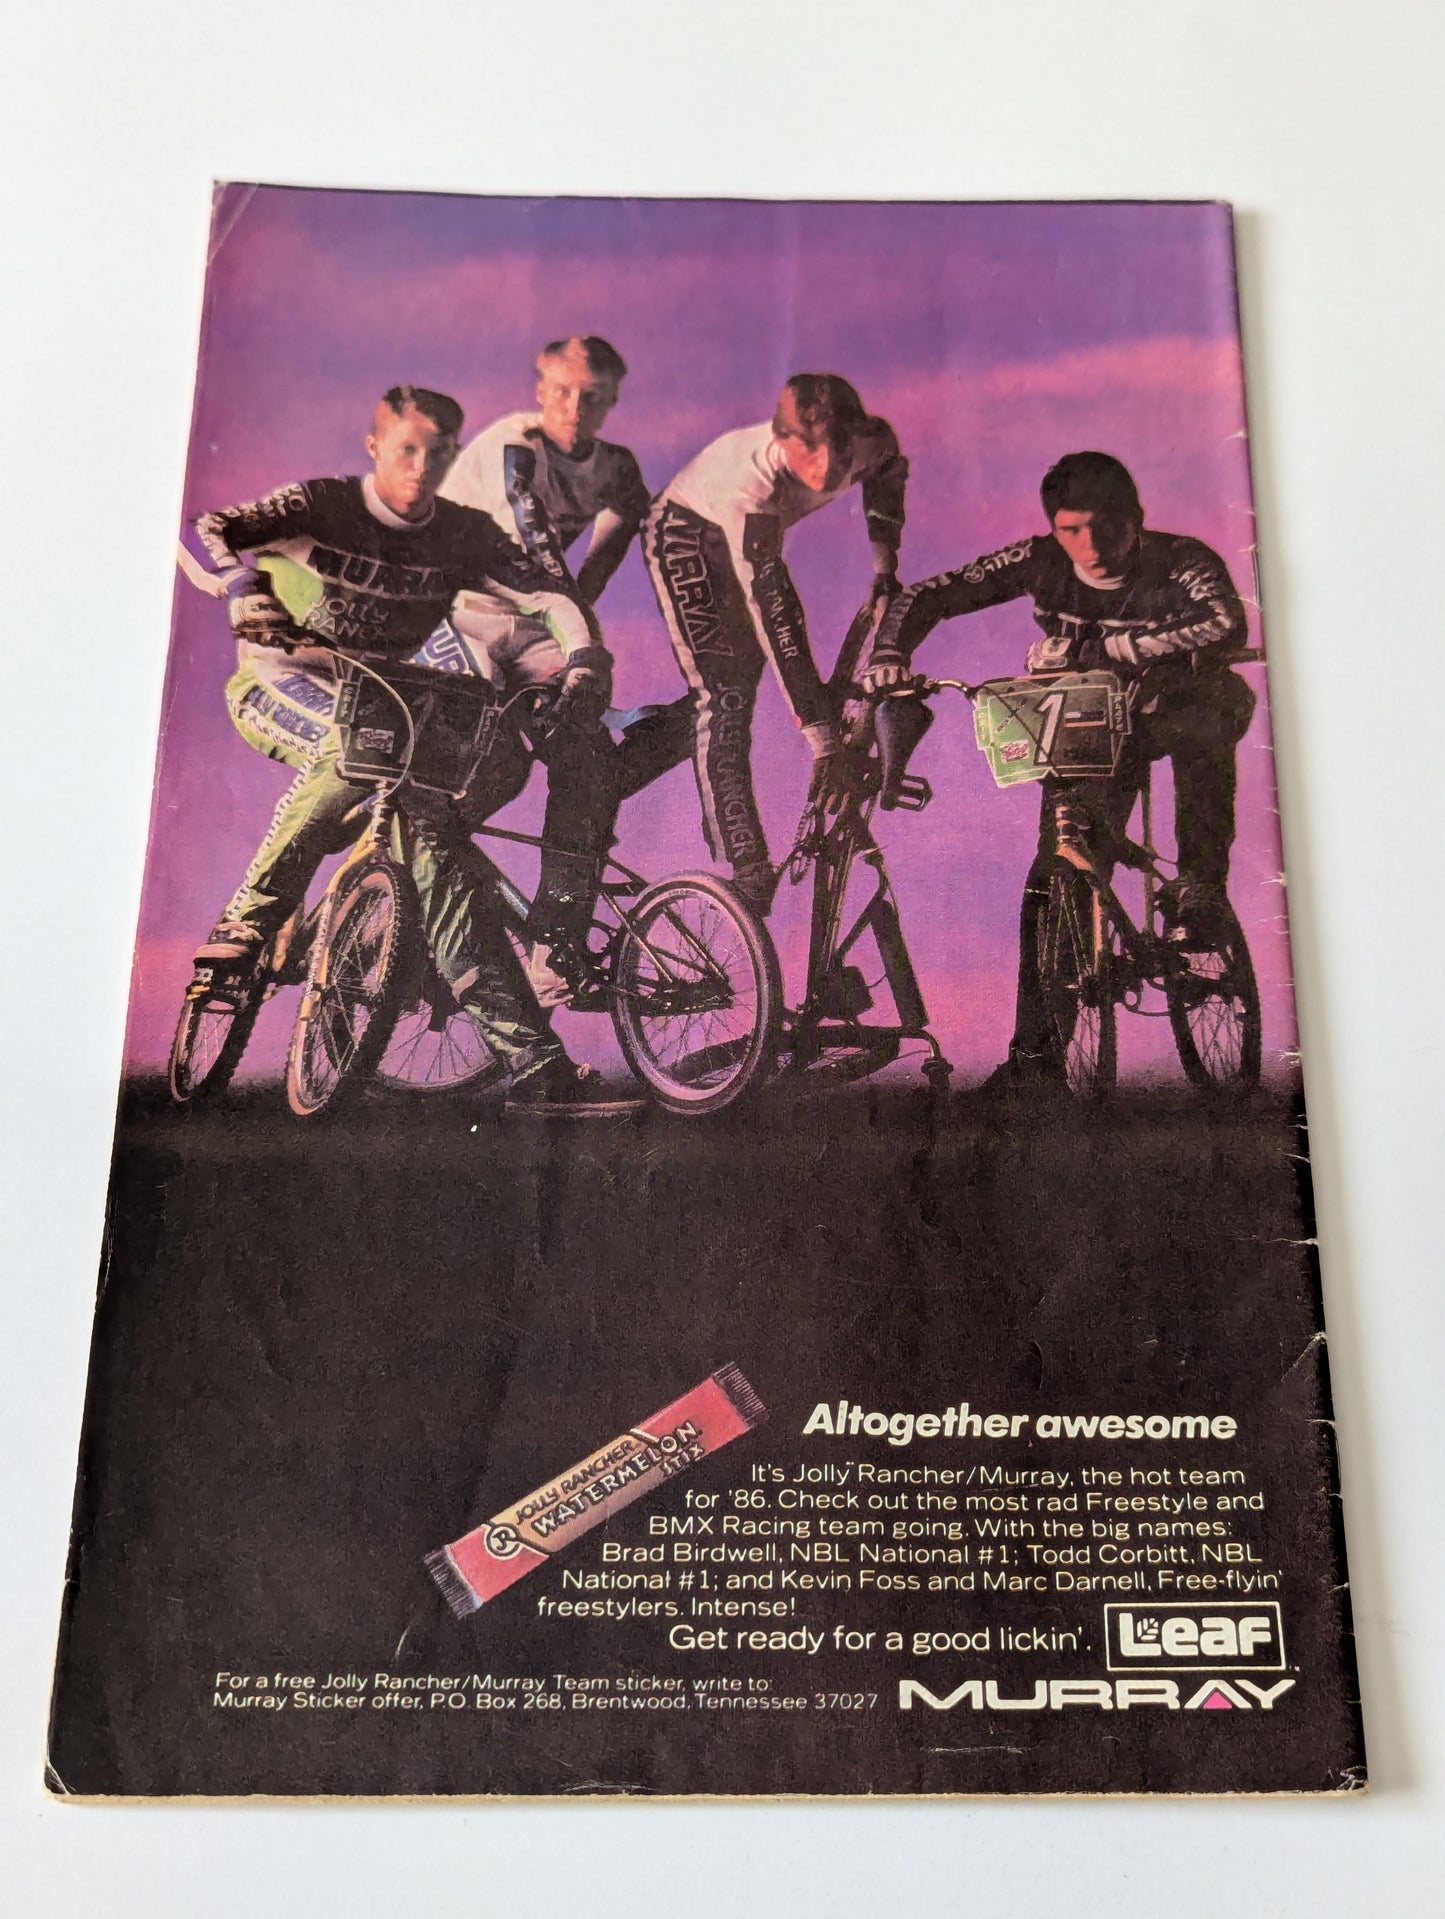 MURRAY
JOLLY
RANCHER
MURRAY
JOLLY RANCHER
1
JR JOLLY RANCHER
WATERMELON
STIX
Altogether awesome
It's Jolly Rancher/Murray, the hot team
for '86. Check out the most rad Freestyle and
BMX Racing team going. With the big names:
Brad Birdwell, NBL National #1; Todd Corbitt, NBL
National #1; and Kevin Foss and Marc Darnell, Free-flyin'
freestylers. Intense!
Get ready for a good lickin'.
Leaf
For a free Jolly Rancher/Murray Team sticker, write to:
Murray Sticker offer, P.O. Box 268, Brentwood, Tennessee 37027
MURRAY